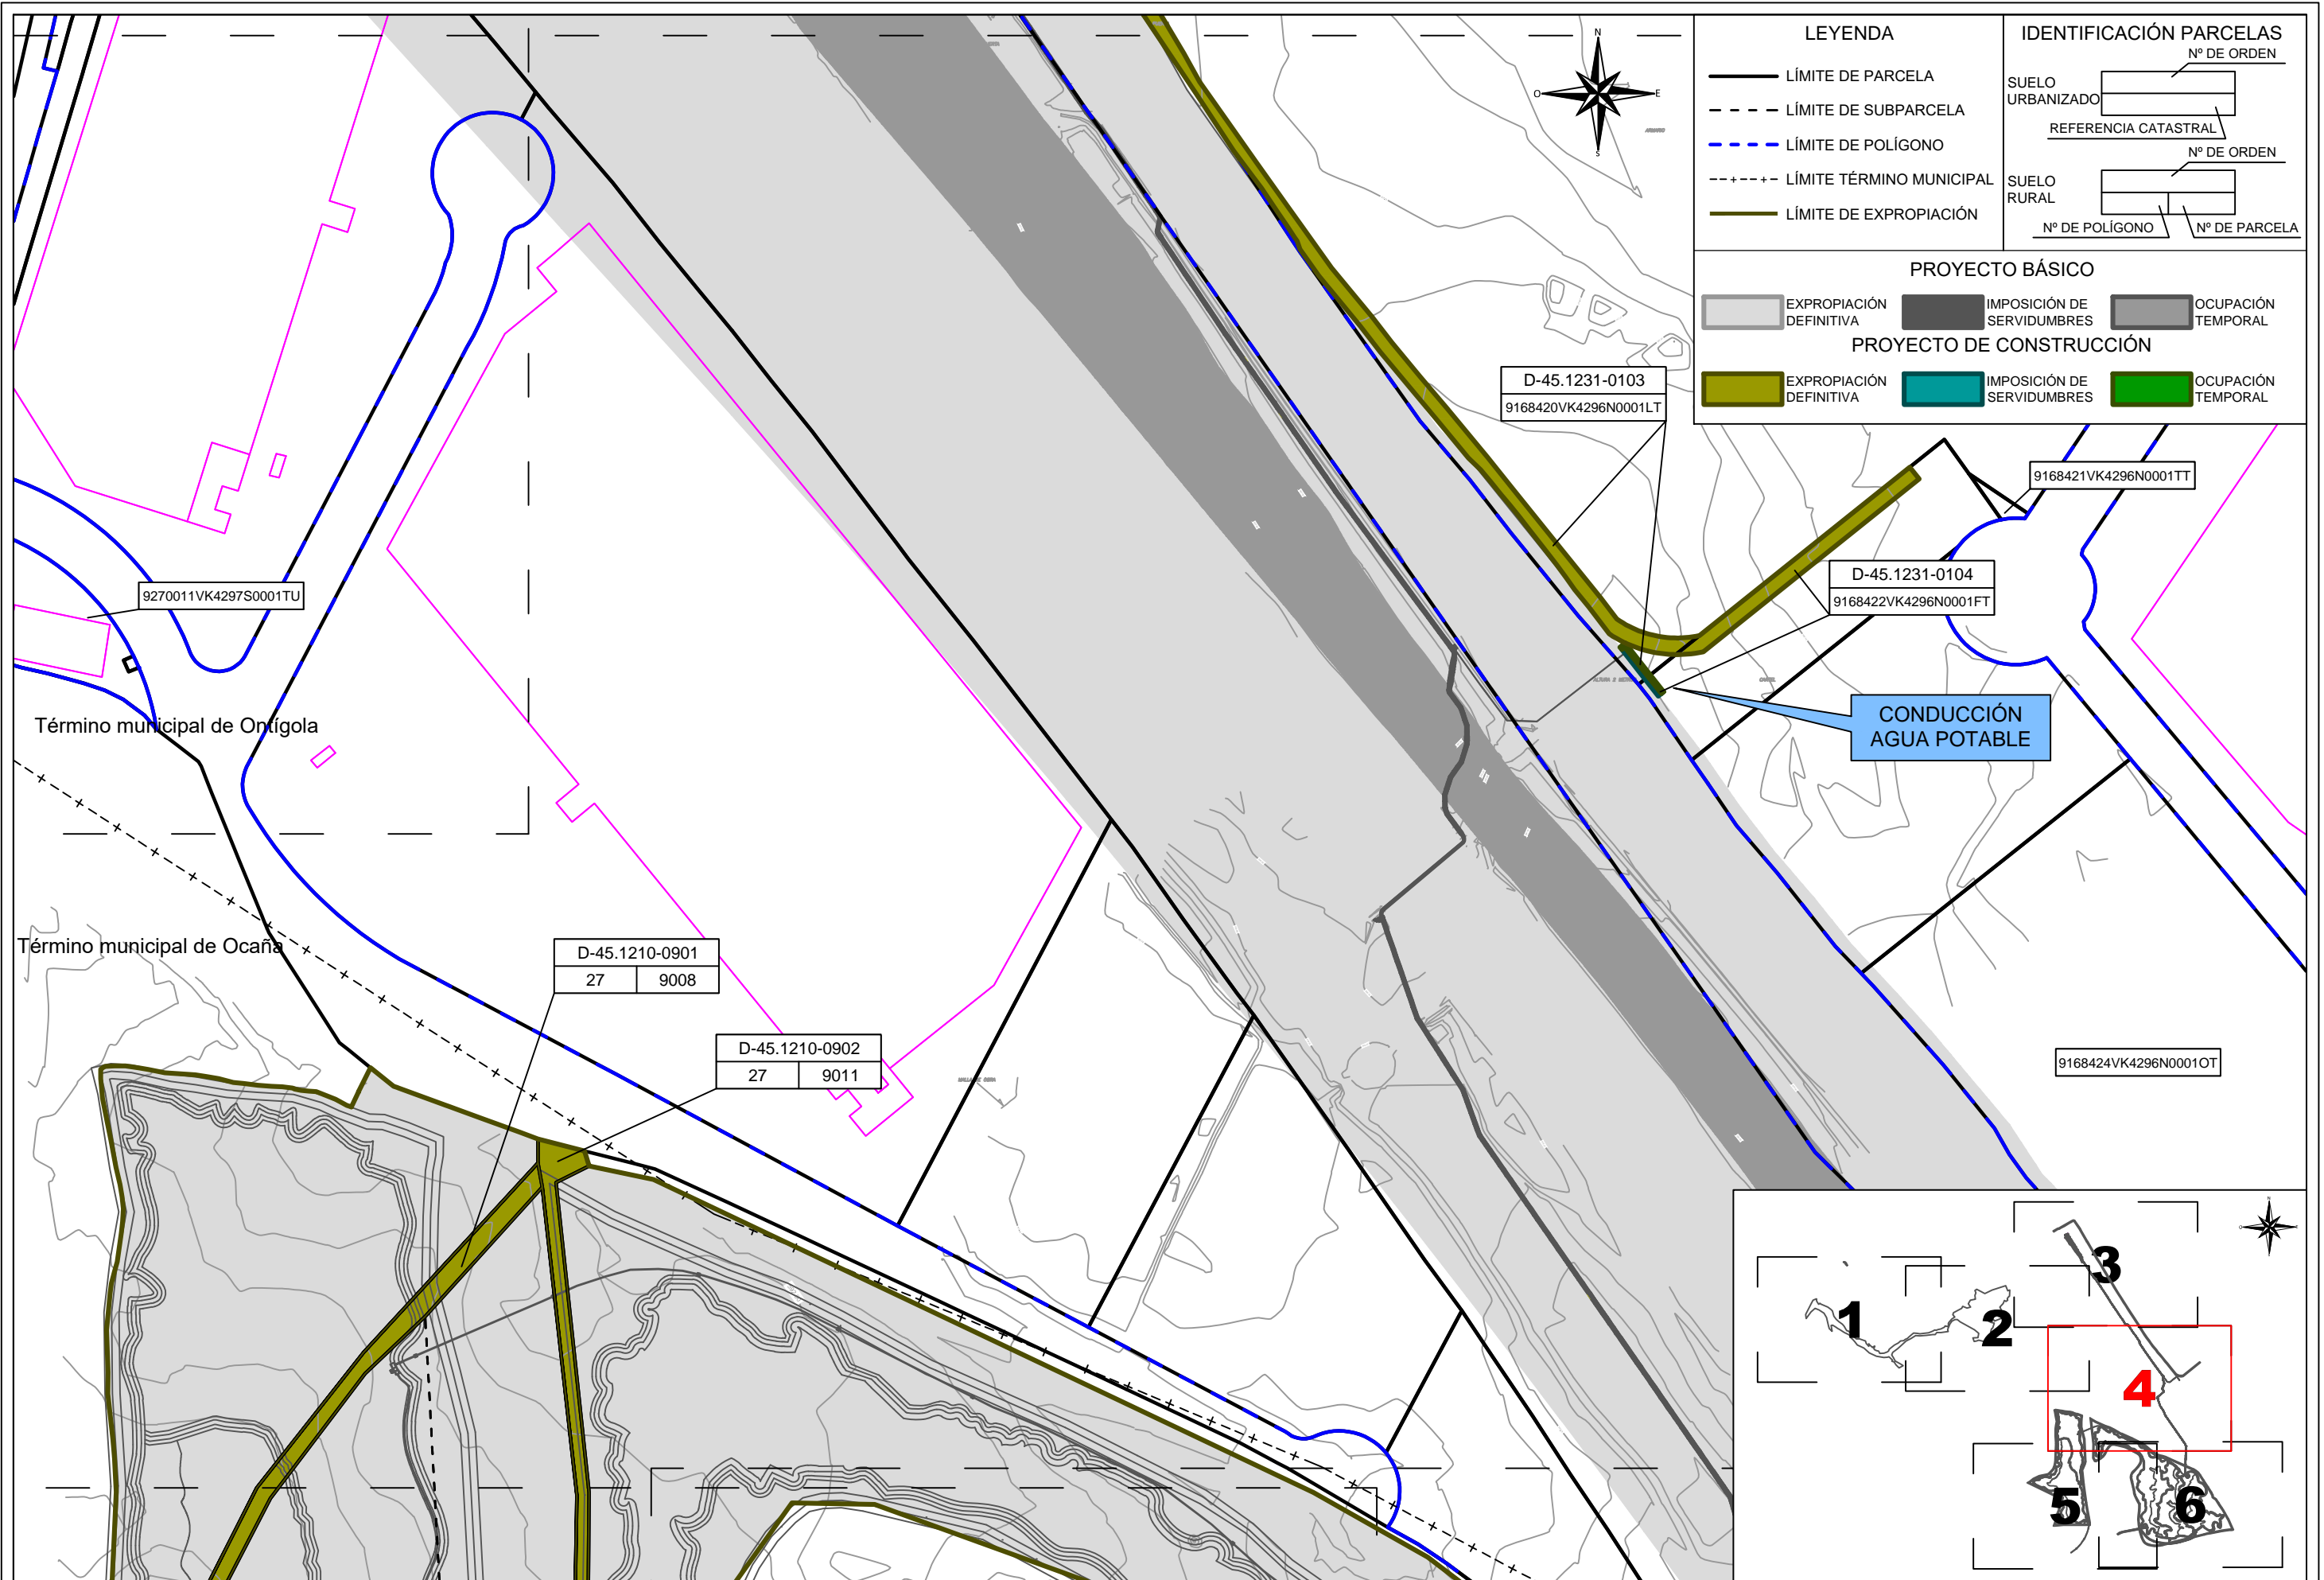 LEYENDA
LÍMITE DE PARCELA
LÍMITE DE SUBPARCELA
LÍMITE DE POLÍGONO
LÍMITE TÉRMINO MUNICIPAL
LÍMITE DE EXPROPIACIÓN
IDENTIFICACIÓN PARCELAS
Nº DE ORDEN
SUELO
URBANIZADO
REFERENCIA CATASTRAL
Nº DE ORDEN
SUELO
RURAL
Nº DE POLÍGONO
Nº DE PARCELA
PROYECTO BÁSICO
EXPROPIACIÓN
DEFINITIVA
IMPOSICIÓN DE
SERVIDUMBRES
OCUPACIÓN
TEMPORAL
PROYECTO DE CONSTRUCCIÓN
EXPROPIACIÓN
DEFINITIVA
IMPOSICIÓN DE
SERVIDUMBRES
OCUPACIÓN
TEMPORAL
N
O
E
S
D-45.1231-0103
9168420VK4296N0001LT
9168421VK4296N0001TT
D-45.1231-0104
9168422VK4296N0001FT
9270011VK4297S0001TU
CONDUCCIÓN
AGUA POTABLE
Término municipal de Ontígola
Término municipal de Ocaña
D-45.1210-0901
27 9008
D-45.1210-0902
27 9011
9168424VK4296N0001OT
1
2
3
4
5
6